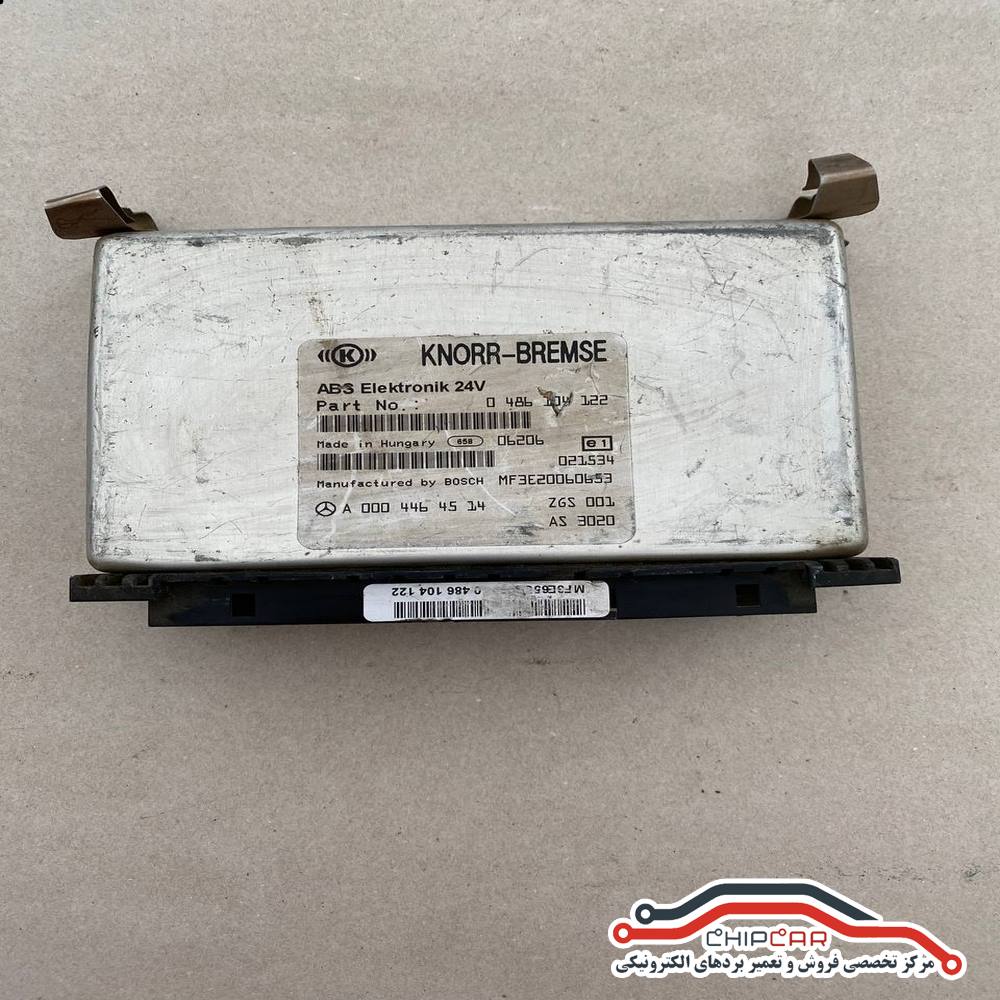 K KNORR-BREMSE
ABS Elektronik 24V
Part No.: 0 486 104 122
Made in Hungary 658 06206 e1
021534
Manufactured by BOSCH MF3E20060653
A 000 446 45 14 ZGS 001
AS 3020
0 486 104 122
CHIPCAR
مرکز تخصصی فروش و تعمیر بردهای الکترونیکی